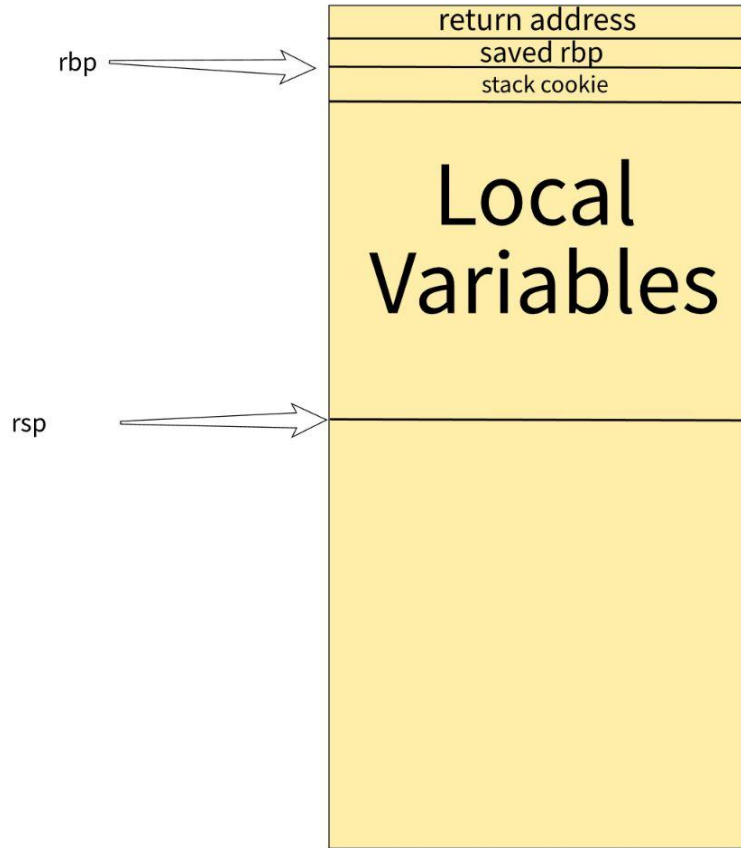 return address
saved rbp
rbp
stack cookie
Local
Variables
rsp